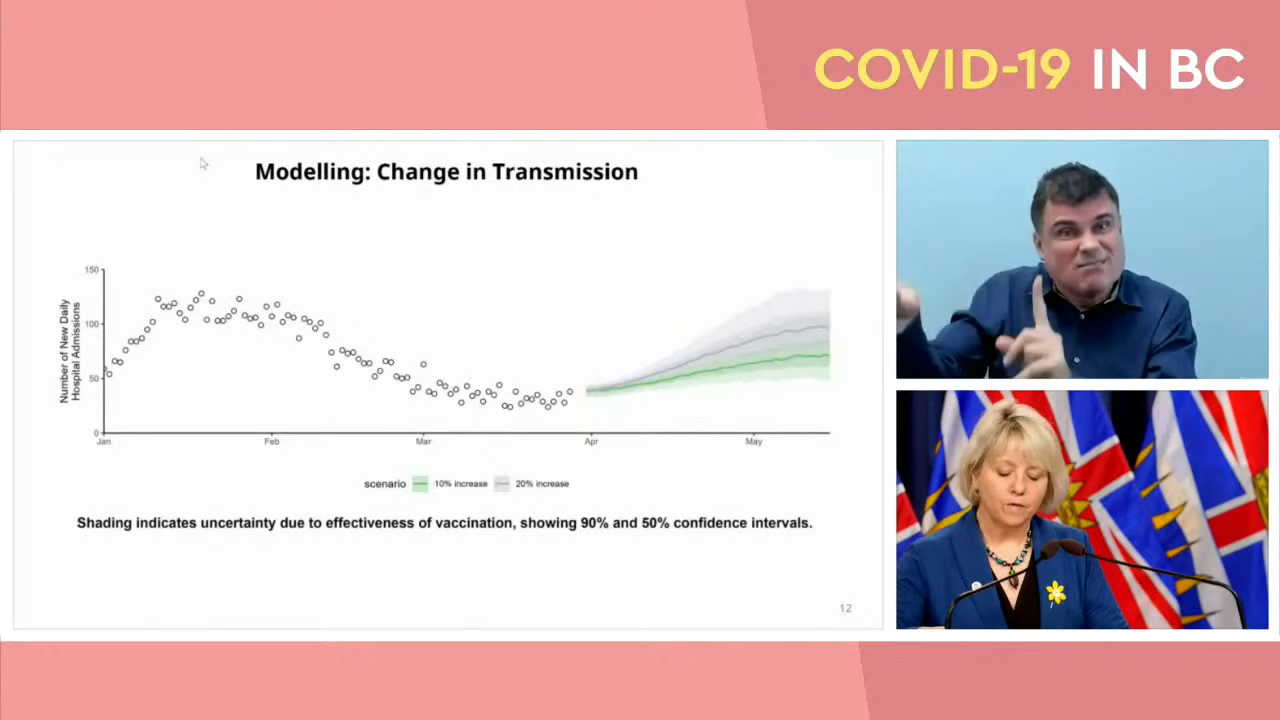 COVID-19 IN BC
Modelling: Change in Transmission
Number of New Daily
Hospital Admissions
150
100
50
0
Jan
Feb
Mar
Apr
May
scenario 10% increase 20% increase
Shading indicates uncertainty due to effectiveness of vaccination, showing 90% and 50% confidence intervals.
12